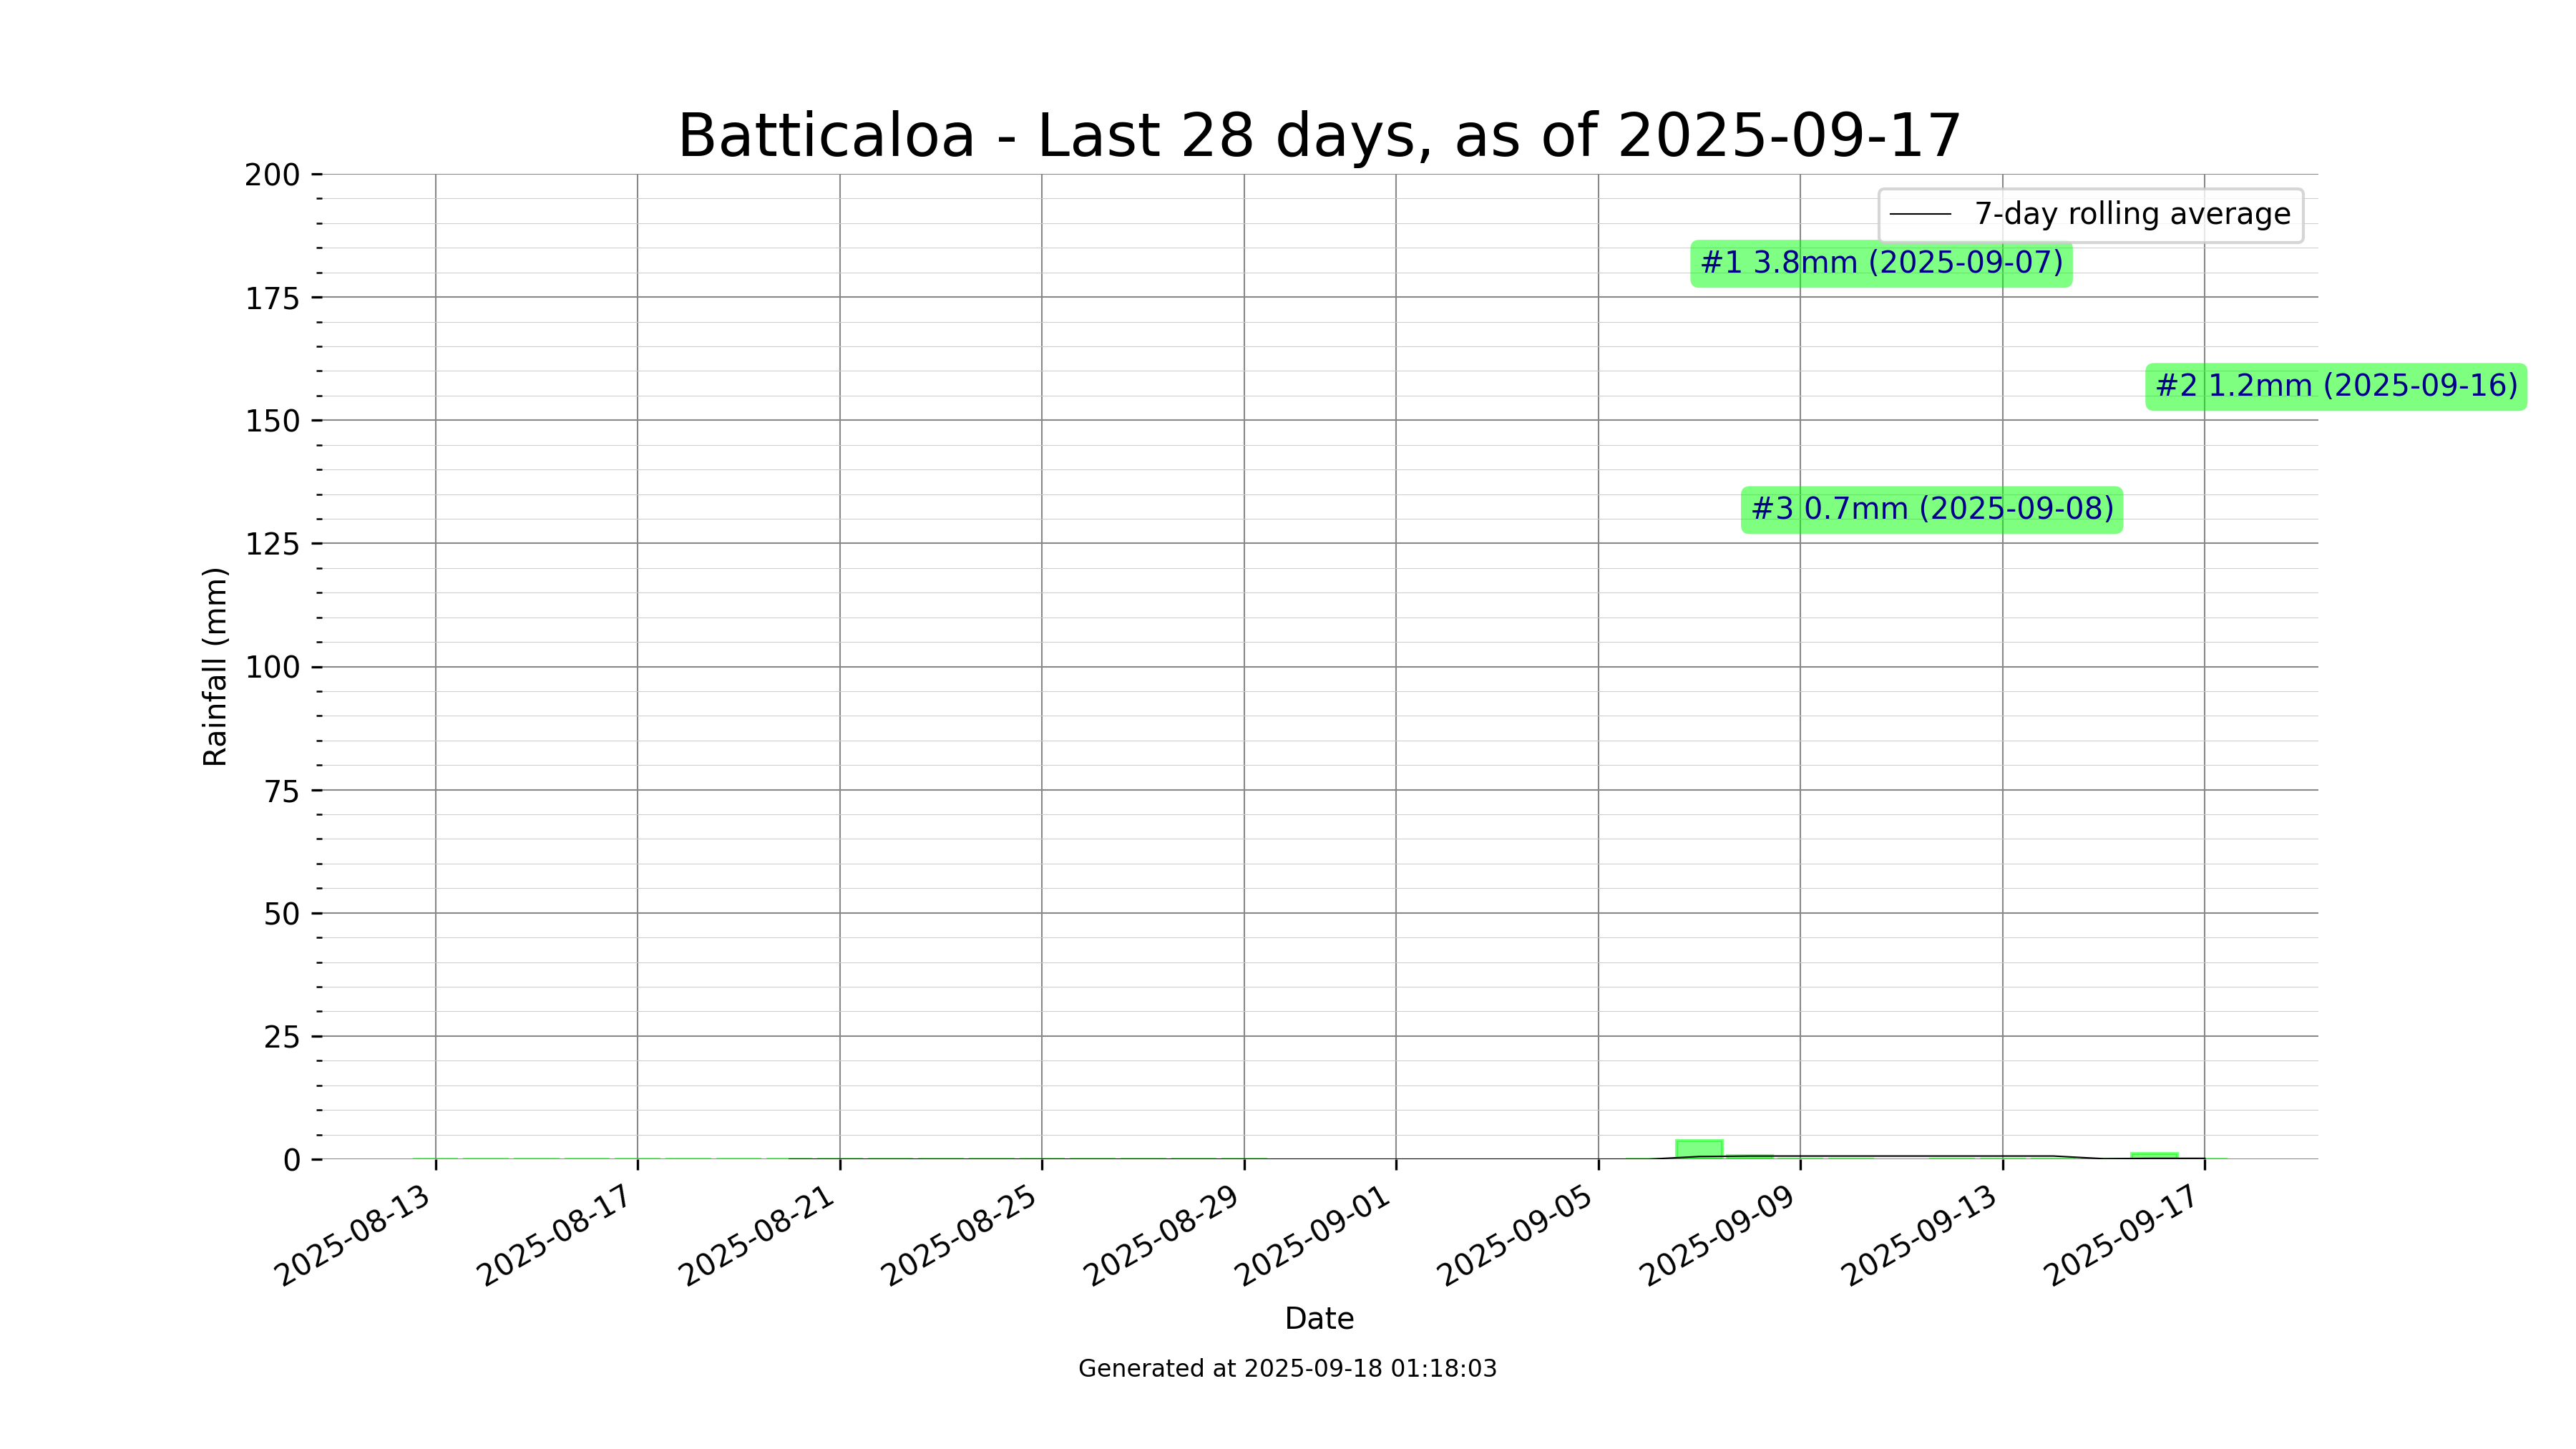 Batticaloa - Last 28 days, as of 2025-09-17
7-day rolling average
#1 3.8mm (2025-09-07)
#2 1.2mm (2025-09-16)
#3 0.7mm (2025-09-08)
Rainfall (mm)
200
175
150
125
100
75
50
25
0
2025-08-13
2025-08-17
2025-08-21
2025-08-25
2025-08-29
2025-09-01
2025-09-05
2025-09-09
2025-09-13
2025-09-17
Date
Generated at 2025-09-18 01:18:03